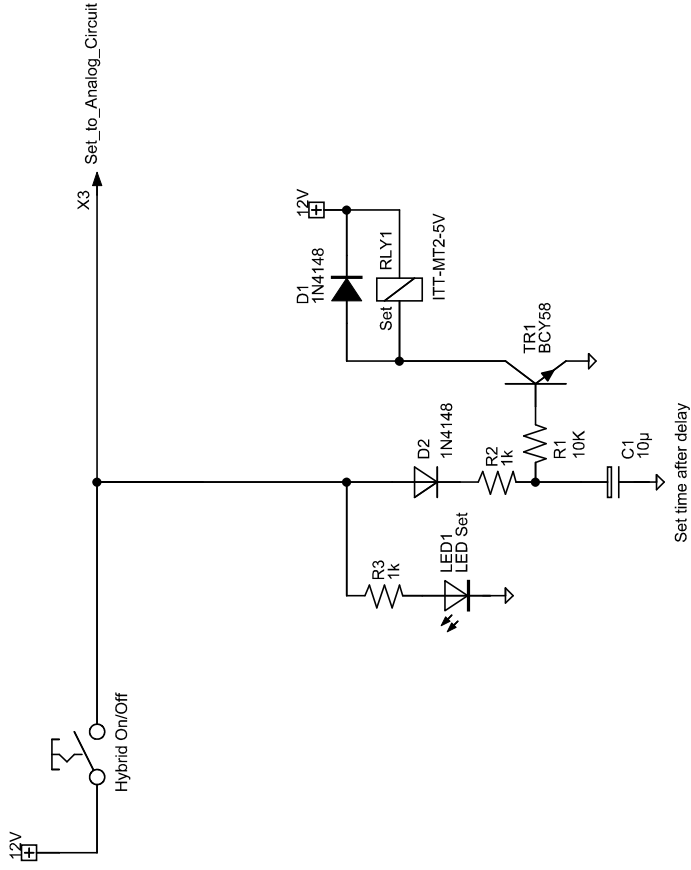 12V
Hybrid On/Off
X3
Set_to_Analog_Circuit
R3
1k
LED1
LED Set
D2
1N4148
R2
1k
R1
10K
C1
10µ
Set time after delay
12V
D1
1N4148
Set
RLY1
ITT-MT2-5V
TR1
BCY58